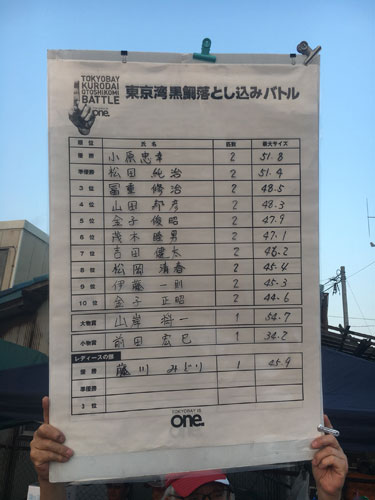 TOKYOBAY
KURODAI
OTOSHIKOMI
BATTLE
one.
東京湾黒鯛落とし込みバトル
順位 氏名 匹数 最大サイズ
優勝 小原忠幸 2 51.8
準優勝 松田純治 2 51.4
3位 冨重修治 2 48.5
4位 山田邦彦 2 48.3
5位 金子俊昭 2 47.9
6位 茂木隆男 2 47.1
7位 吉田健太 2 46.2
8位 松岡清春 2 45.4
9位 伊藤一則 2 45.3
10位 金子正昭 2 44.6
大物賞 山岸将一 1 54.7
小物賞 前田宏巳 1 34.2
レディースの部
優勝 藤川みどり 1 45.9
準優勝
3位
TOKYOBAY IS
one.